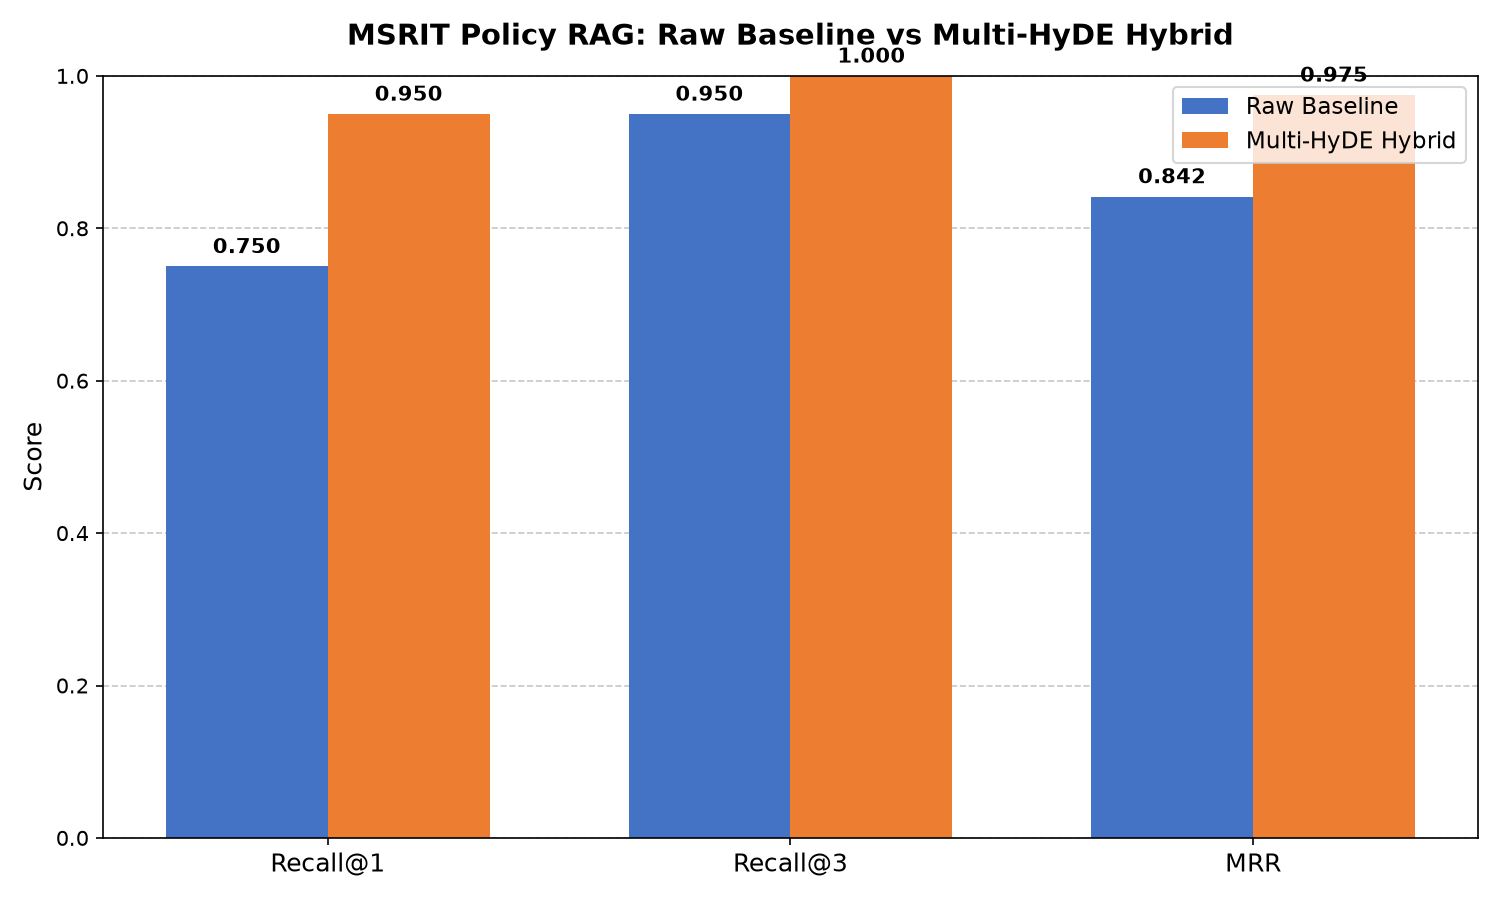 MSRIT Policy RAG: Raw Baseline vs Multi-HyDE Hybrid
1.000
0.975
0.950
0.950
0.842
0.750
Raw Baseline
Multi-HyDE Hybrid
1.0
0.8
0.6
0.4
0.2
0.0
Score
Recall@1
Recall@3
MRR